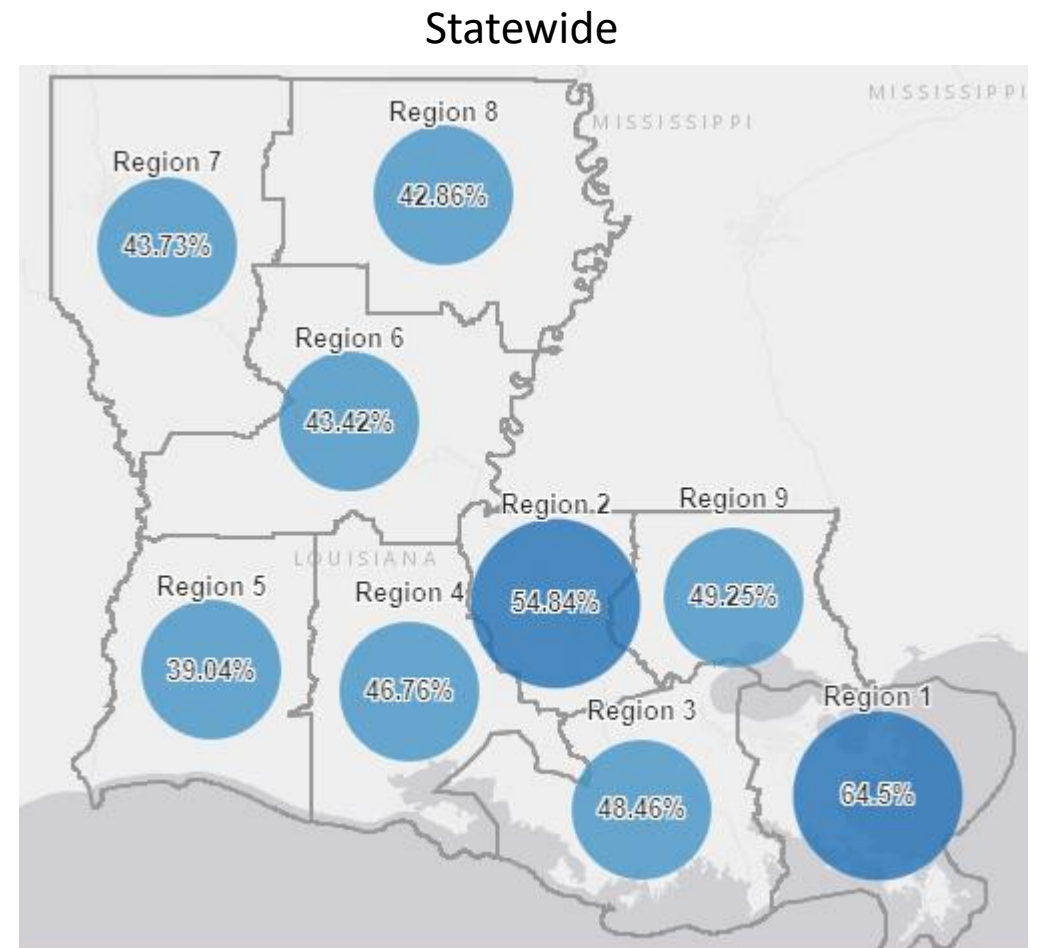 Statewide
MISSISSIPPI
Region 8
MISSISSIPPI
Region 7
42.86%
43.73%
Region 6
43.42%
Region 2
Region 9
LOUISIANA
Region 5
Region 4
54.84%
49.25%
39.04%
46.76%
Region 3
Region 1
48.46%
64.5%